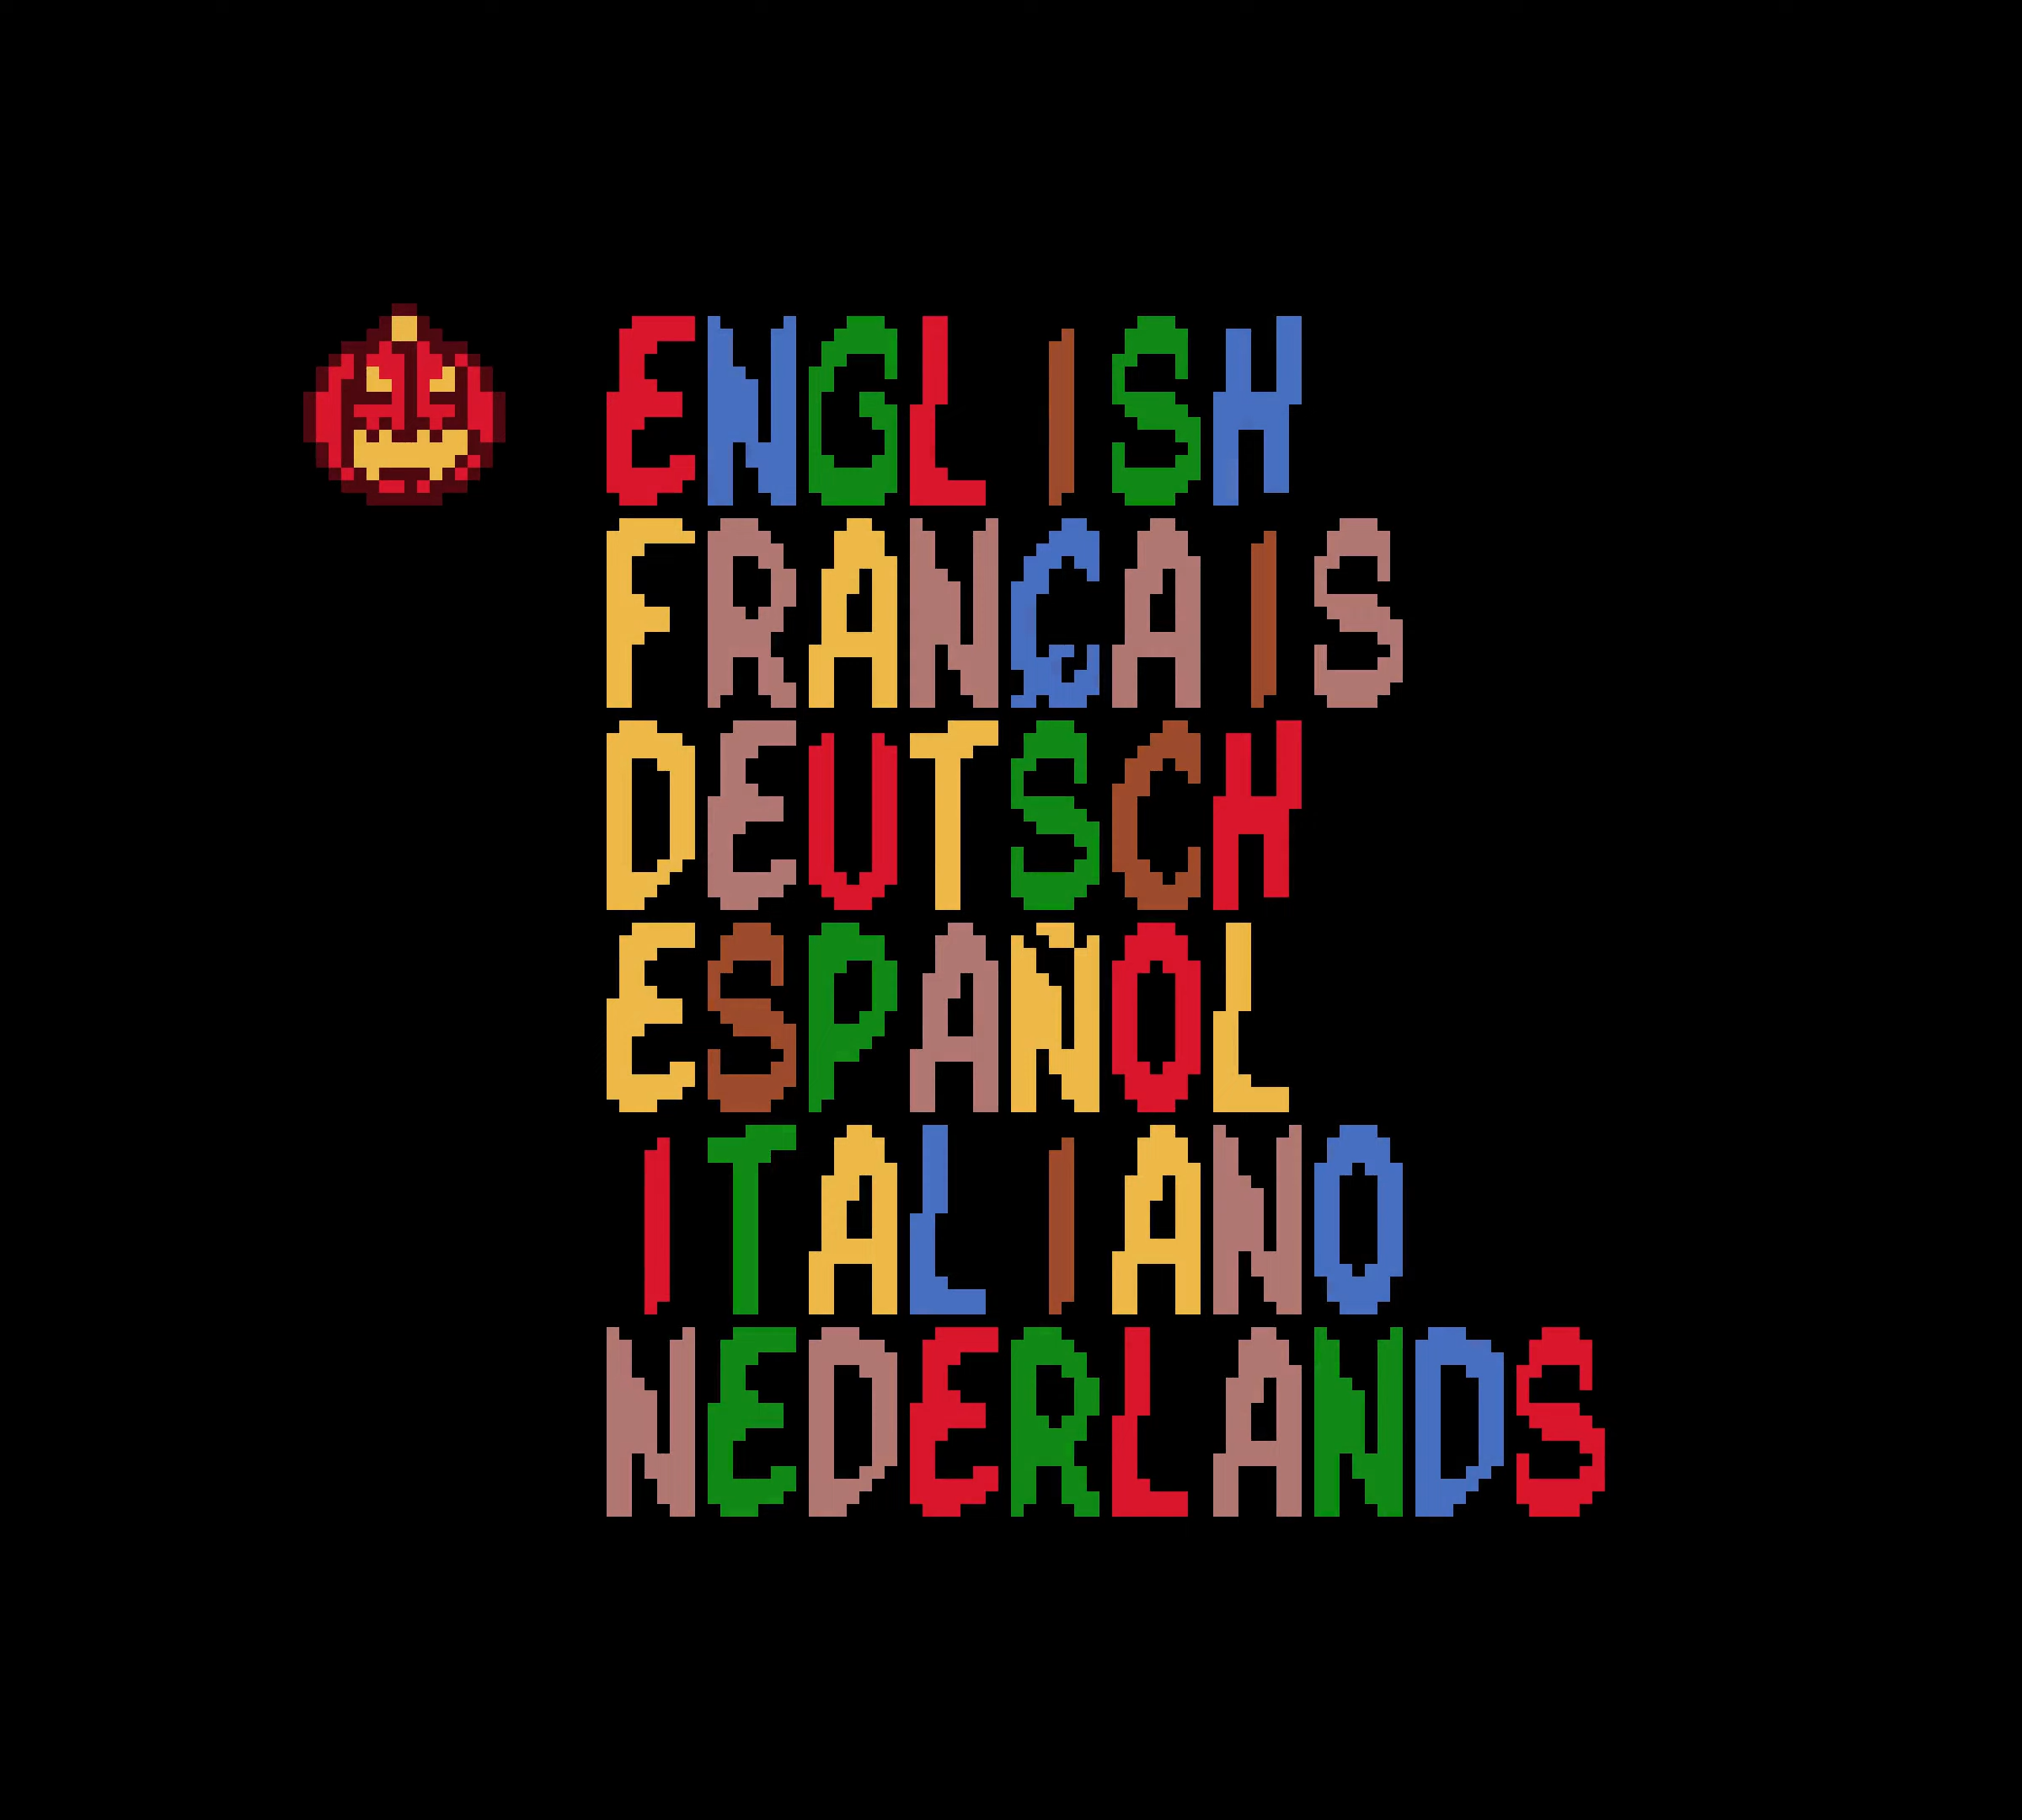 ENGLISH
FRANÇAIS
DEUTSCH
ESPAÑOL
ITALIANO
NEDERLANDS